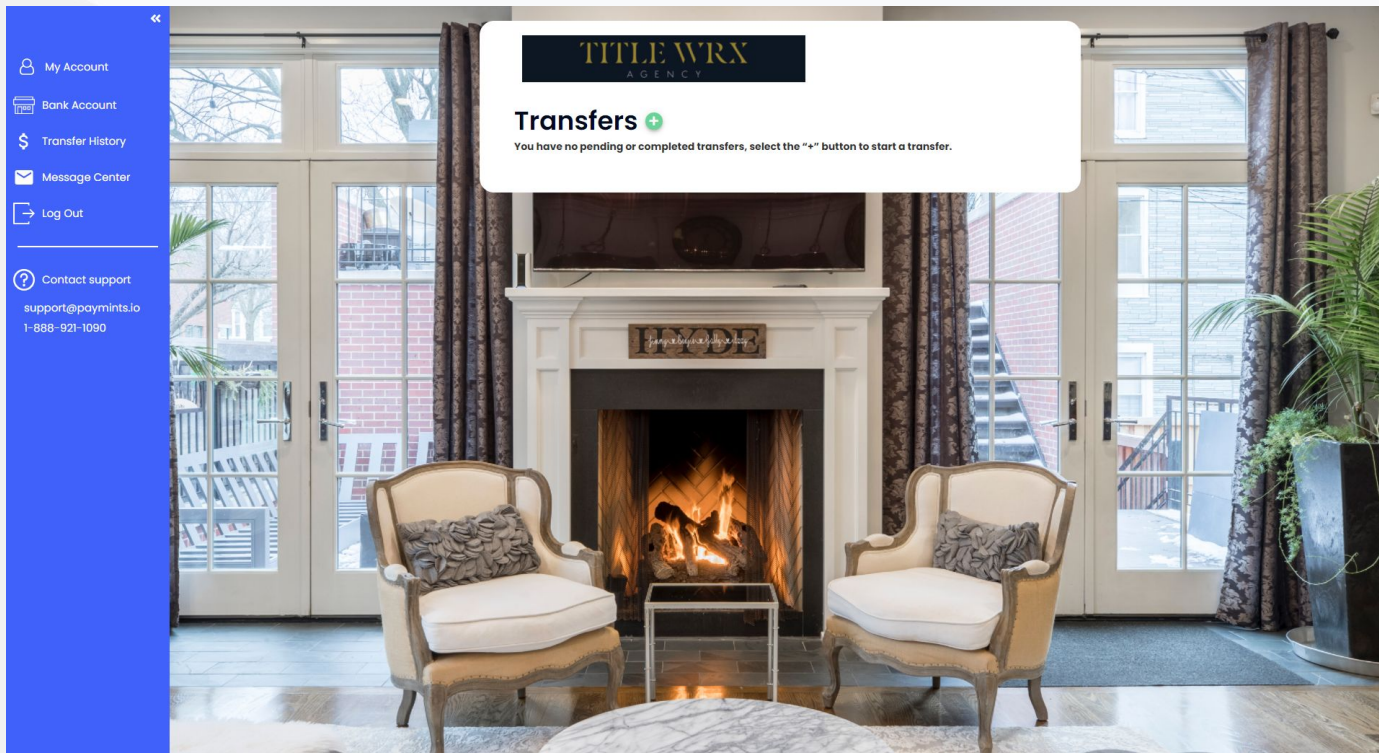 My Account
Bank Account
Transfer History
Message Center
Log Out
Contact support
support@paymints.io
1-888-921-1090
TITLE WRX
AGENCY
Transfers
You have no pending or completed transfers, select the “+” button to start a transfer.
HYDE